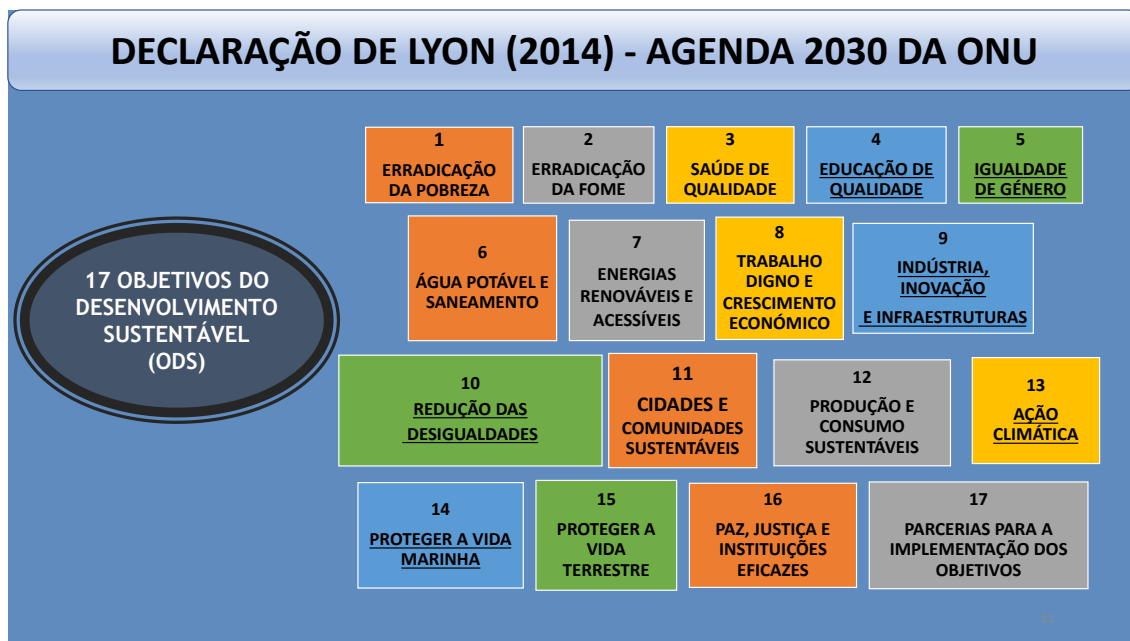 DECLARAÇÃO DE LYON (2014) - AGENDA 2030 DA ONU
17 OBJETIVOS DO
DESENVOLVIMENTO
SUSTENTÁVEL
(ODS)
1
ERRADICAÇÃO
DA POBREZA
2
ERRADICAÇÃO
DA FOME
3
SAÚDE DE
QUALIDADE
4
EDUCAÇÃO DE
QUALIDADE
5
IGUALDADE
DE GÉNERO
6
ÁGUA POTÁVEL E
SANEAMENTO
7
ENERGIAS
RENOVÁVEIS E
ACESSÍVEIS
8
TRABALHO
DIGNO E
CRESCIMENTO
ECONÓMICO
9
INDÚSTRIA,
INOVAÇÃO
E INFRAESTRUTURAS
10
REDUÇÃO DAS
DESIGUALDADES
11
CIDADES E
COMUNIDADES
SUSTENTÁVEIS
12
PRODUÇÃO E
CONSUMO
SUSTENTÁVEIS
13
AÇÃO
CLIMÁTICA
14
PROTEGER A VIDA
MARINHA
15
PROTEGER A
VIDA
TERRESTRE
16
PAZ, JUSTIÇA E
INSTITUIÇÕES
EFICAZES
17
PARCERIAS PARA A
IMPLEMENTAÇÃO DOS
OBJETIVOS